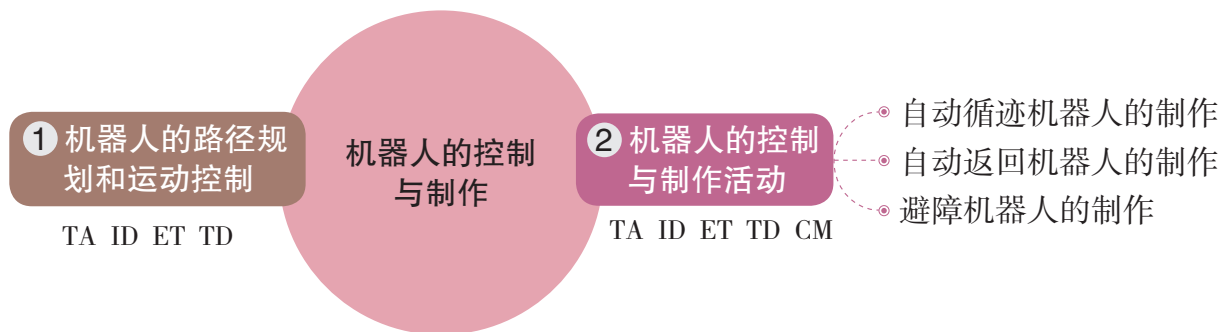 1 机器人的路径规
划和运动控制
TA ID ET TD
机器人的控制
与制作
2 机器人的控制
与制作活动
TA ID ET TD CM
自动循迹机器人的制作
自动返回机器人的制作
避障机器人的制作